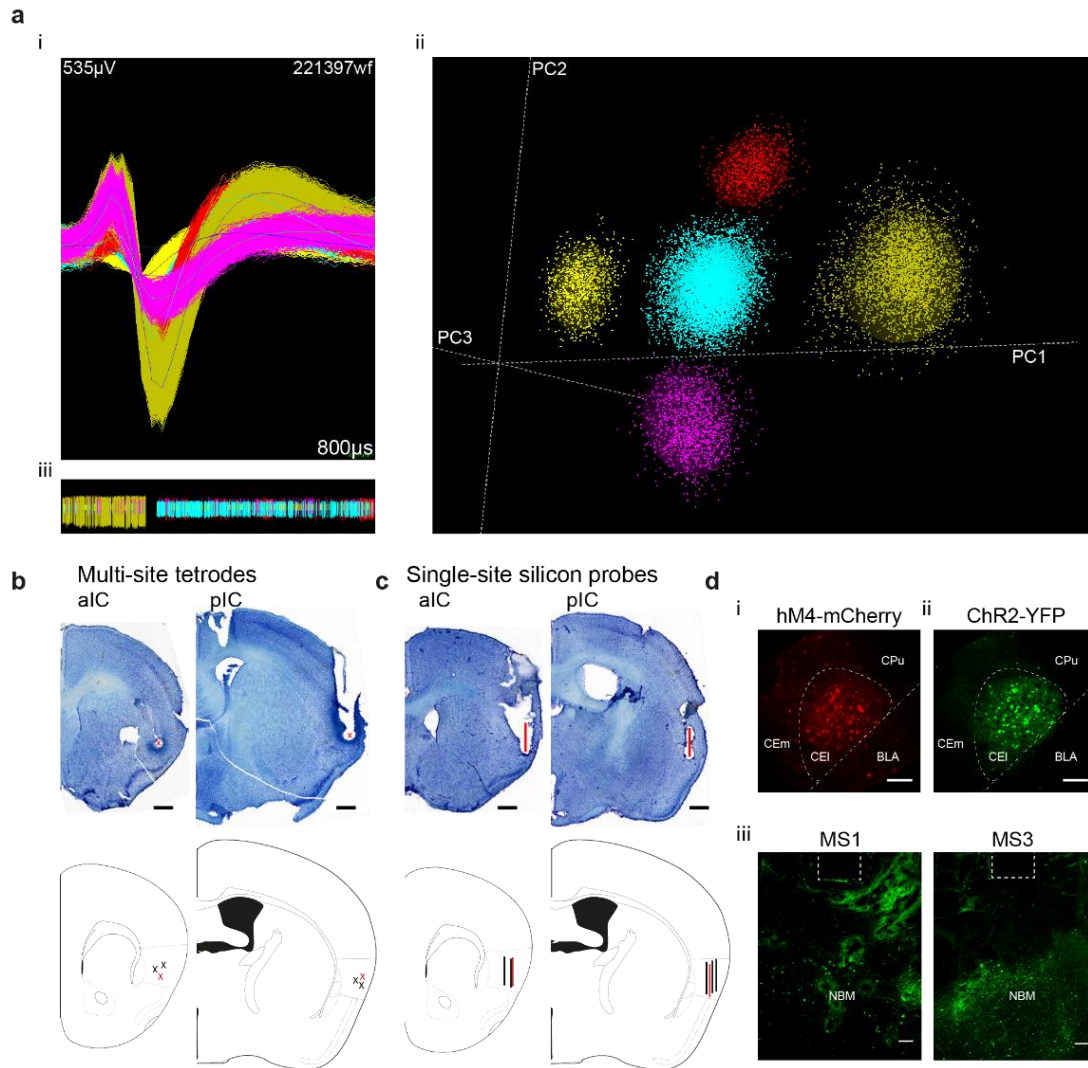 a
i
ii
535µV
221397wf
PC2
PC3
PC1
800µs
iii
b
Multi-site tetrodes
aIC
pIC
c
Single-site silicon probes
aIC
pIC
d
i
hM4-mCherry
ii
ChR2-YFP
CPu
CEm
CEl
BLA
CPu
CEm
CEl
BLA
iii
MS1
MS3
NBM
NBM
x x
x
x
x x